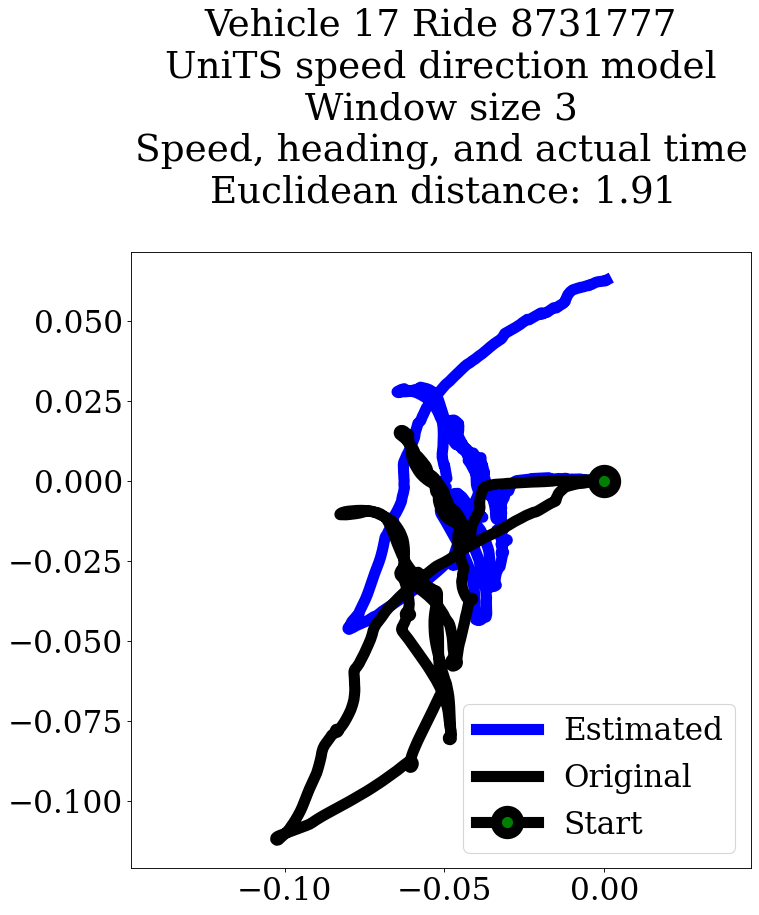 Vehicle 17 Ride 8731777
UniTS speed direction model
Window size 3
Speed, heading, and actual time
Euclidean distance: 1.91
0.050
0.025
0.000
−0.025
−0.050
−0.075
−0.100
Estimated
Original
Start
−0.10
−0.05
0.00